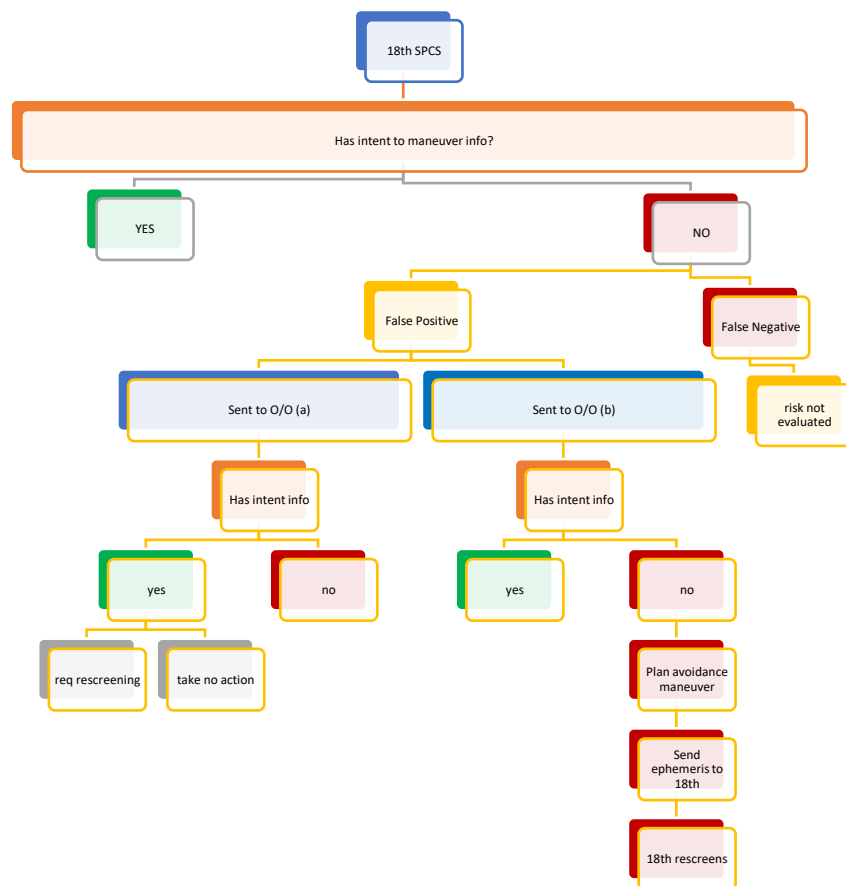 18th SPCS
Has intent to maneuver info?
YES
NO
False Positive
False Negative
Sent to O/O (a)
Sent to O/O (b)
risk not
evaluated
Has intent info
Has intent info
yes
no
yes
no
req rescreening
take no action
Plan avoidance
maneuver
Send
ephemeris to
18th
18th rescreens